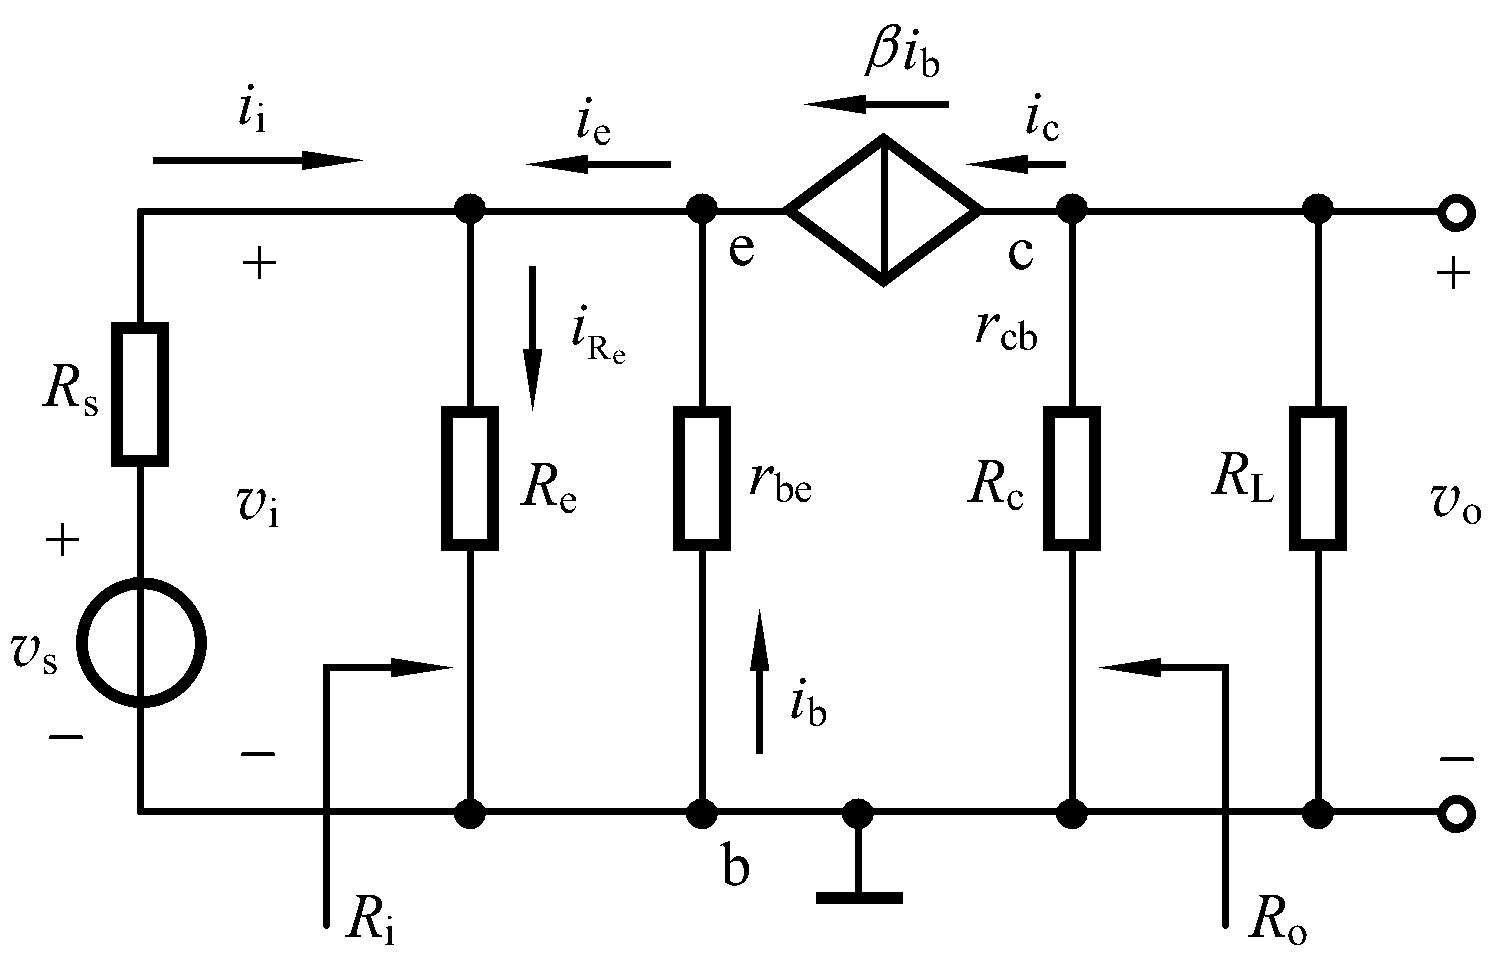 βib
ii
ie
ic
+
e
c
+
iRe
rcb
Rs
Re
rbe
Rc
RL
vi
vo
+
vs
ib
−
−
−
b
Ri
Ro